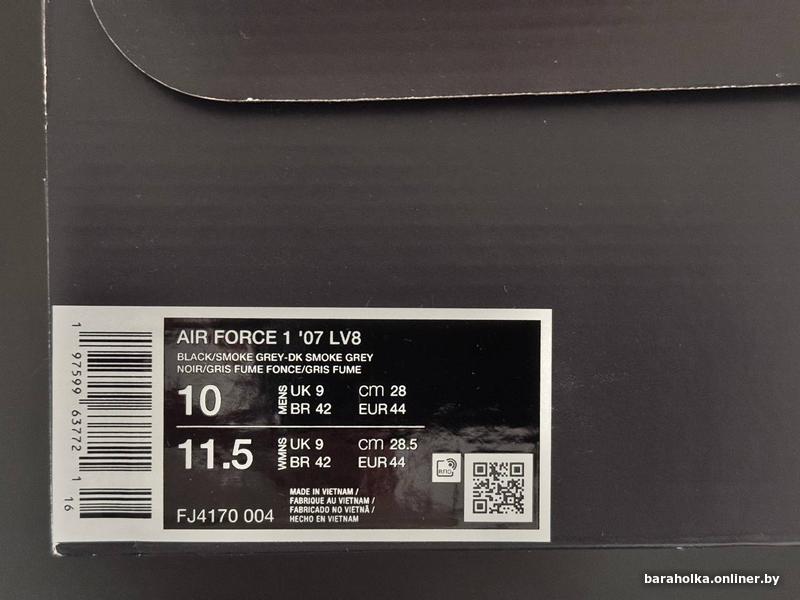 AIR FORCE 1 '07 LV8
BLACK/SMOKE GREY-DK SMOKE GREY
NOIR/GRIS FUME FONCE/GRIS FUME
10 MENS UK 9 CM 28
BR 42 EUR 44
11.5 WMNS UK 9 CM 28.5
BR 42 EUR 44
RFID
MADE IN VIETNAM /
FABRIQUE AU VIETNAM /
FABRICADO NO VIETNÃ /
HECHO EN VIETNAM
FJ4170 004
1 97599 63772 1 16
baraholka.onliner.by